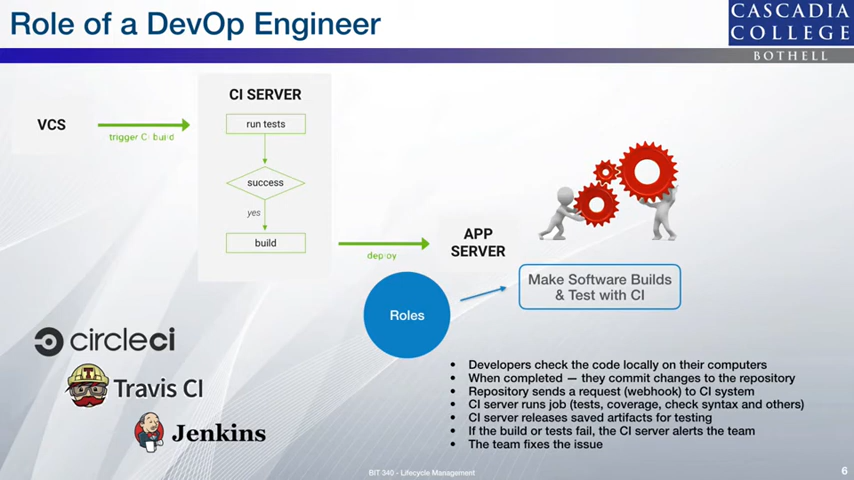 Role of a DevOp Engineer
CASCADIA
COLLEGE
BOTHELL
CI SERVER
VCS
trigger CI build
run tests
success
yes
build
deploy
APP
SERVER
Make Software Builds
& Test with CI
Roles
circleci
Travis CI
Jenkins
• Developers check the code locally on their computers
• When completed — they commit changes to the repository
• Repository sends a request (webhook) to CI system
• CI server runs job (tests, coverage, check syntax and others)
• CI server releases saved artifacts for testing
• If the build or tests fail, the CI server alerts the team
• The team fixes the issue
BIT 340 - Lifecycle Management
6